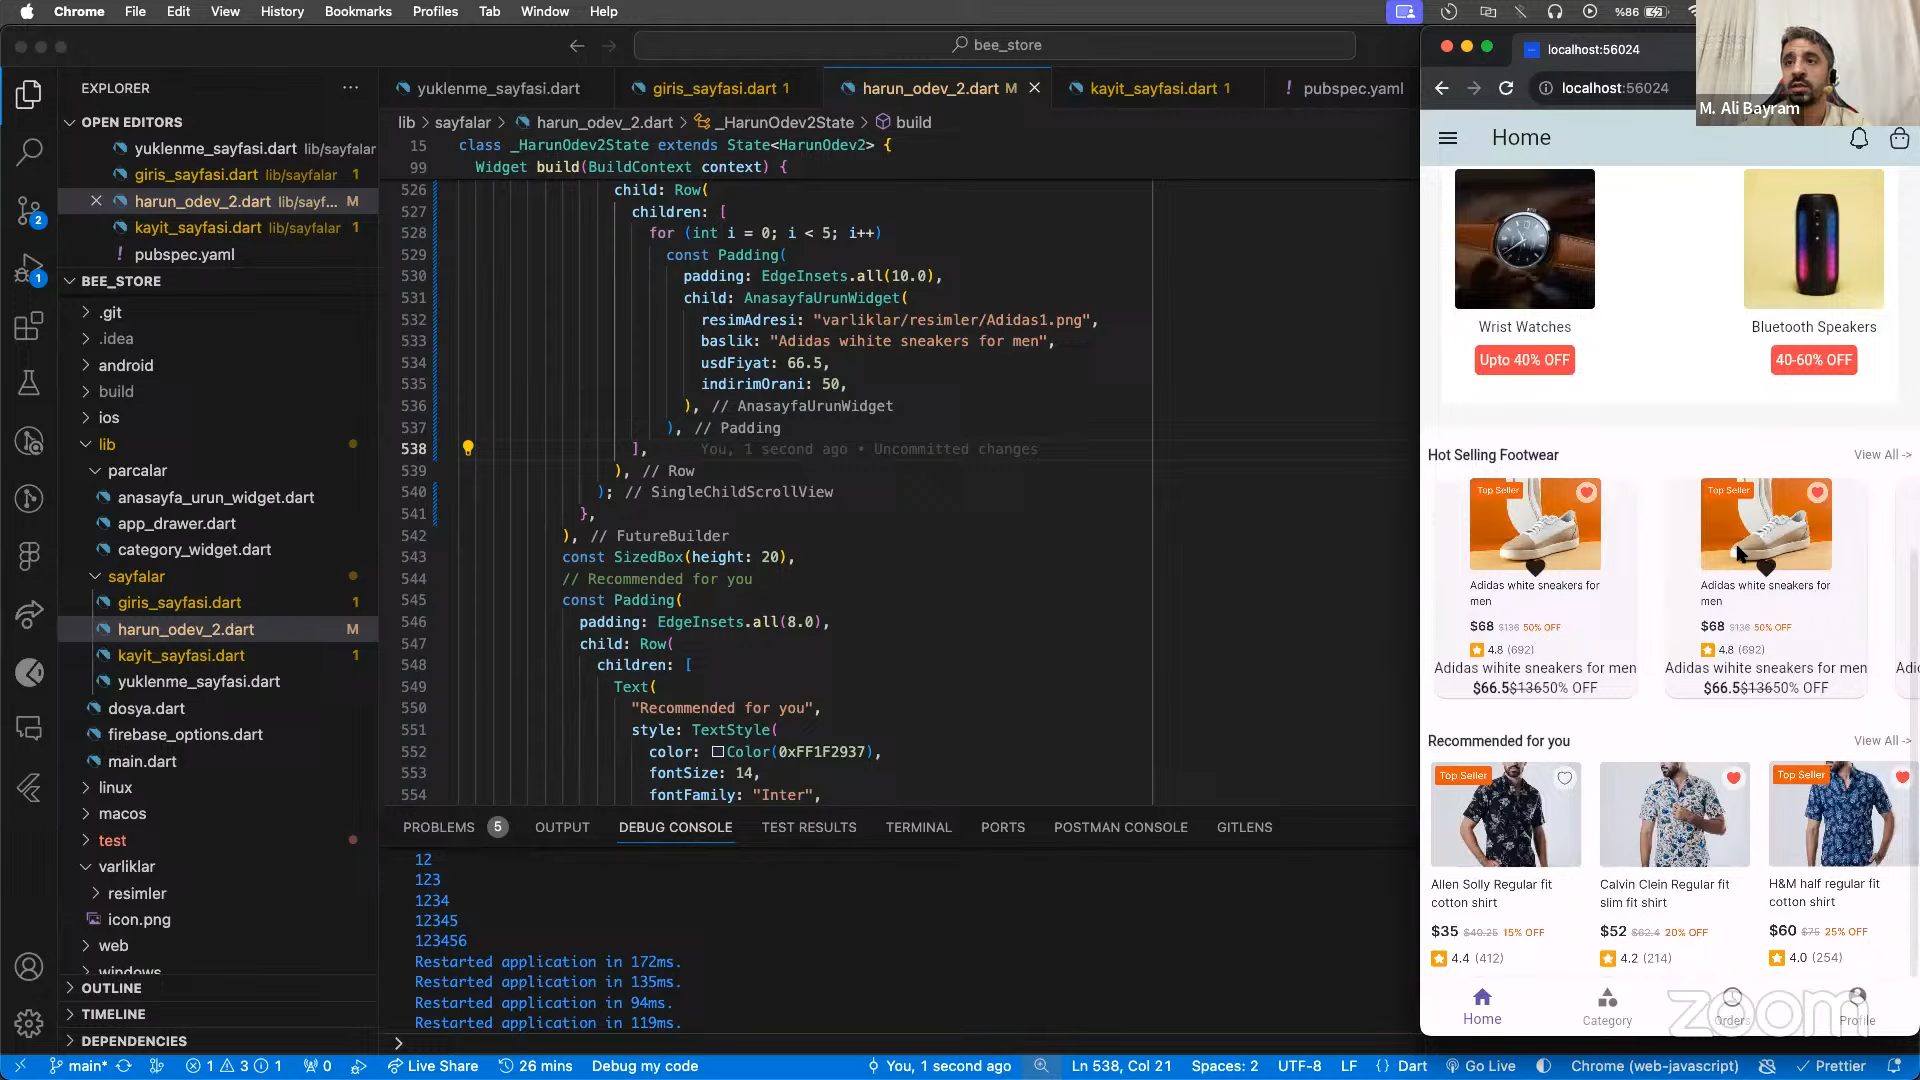 Chrome File Edit View History Bookmarks Profiles Tab Window Help
%86
bee_store
localhost:56024
localhost:56024
M. Ali Bayram
EXPLORER
OPEN EDITORS
yuklenme_sayfasi.dart lib/sayfalar
giris_sayfasi.dart lib/sayfalar 1
harun_odev_2.dart lib/sayf... M
kayit_sayfasi.dart lib/sayfalar 1
! pubspec.yaml
BEE_STORE
.git
.idea
android
build
ios
lib
parcalar
anasayfa_urun_widget.dart
app_drawer.dart
category_widget.dart
sayfalar
giris_sayfasi.dart 1
harun_odev_2.dart M
kayit_sayfasi.dart 1
yuklenme_sayfasi.dart
dosya.dart
firebase_options.dart
main.dart
linux
macos
test
varliklar
resimler
icon.png
web
windows
OUTLINE
TIMELINE
DEPENDENCIES
2
1
yuklenme_sayfasi.dart
giris_sayfasi.dart 1
harun_odev_2.dart M
kayit_sayfasi.dart 1
! pubspec.yaml
lib > sayfalar > harun_odev_2.dart > _HarunOdev2State > build
15 class _HarunOdev2State extends State<HarunOdev2> {
99 Widget build(BuildContext context) {
526 child: Row(
527 children: [
528 for (int i = 0; i < 5; i++)
529 const Padding(
530 padding: EdgeInsets.all(10.0),
531 child: AnasayfaUrunWidget(
532 resimAdresi: "varliklar/resimler/Adidas1.png",
533 baslik: "Adidas wihite sneakers for men",
534 usdFiyat: 66.5,
535 indirimOrani: 50,
536 ), // AnasayfaUrunWidget
537 ), // Padding
538 ], You, 1 second ago • Uncommitted changes
539 ), // Row
540 ); // SingleChildScrollView
541 },
542 ), // FutureBuilder
543 const SizedBox(height: 20),
544 // Recommended for you
545 const Padding(
546 padding: EdgeInsets.all(8.0),
547 child: Row(
548 children: [
549 Text(
550 "Recommended for you",
551 style: TextStyle(
552 color: Color(0xFF1F2937),
553 fontSize: 14,
554 fontFamily: "Inter",
PROBLEMS 5 OUTPUT DEBUG CONSOLE TEST RESULTS TERMINAL PORTS POSTMAN CONSOLE GITLENS
12
123
1234
12345
123456
Restarted application in 172ms.
Restarted application in 135ms.
Restarted application in 94ms.
Restarted application in 119ms.
>
main* 1 3 1 0 Live Share 26 mins Debug my code You, 1 second ago Ln 538, Col 21 Spaces: 2 UTF-8 LF {} Dart Go Live Chrome (web-javascript) Prettier
Home
Wrist Watches
Upto 40% OFF
Bluetooth Speakers
40-60% OFF
Hot Selling Footwear
View All ->
Top Seller
Adidas white sneakers for
men
$68 $136 50% OFF
4.8 (692)
Adidas wihite sneakers for men
$66.5$13650% OFF
Top Seller
Adidas white sneakers for
men
$68 $136 50% OFF
4.8 (692)
Adidas wihite sneakers for men
$66.5$13650% OFF
Adi
Recommended for you
View All ->
Top Seller
Allen Solly Regular fit
cotton shirt
$35 $40.25 15% OFF
4.4 (412)
Calvin Clein Regular fit
slim fit shirt
$52 $62.4 20% OFF
4.2 (214)
Top Seller
H&M half regular fit
cotton shirt
$60 $75 25% OFF
4.0 (254)
Home
Category
Orders
Profile
zoom